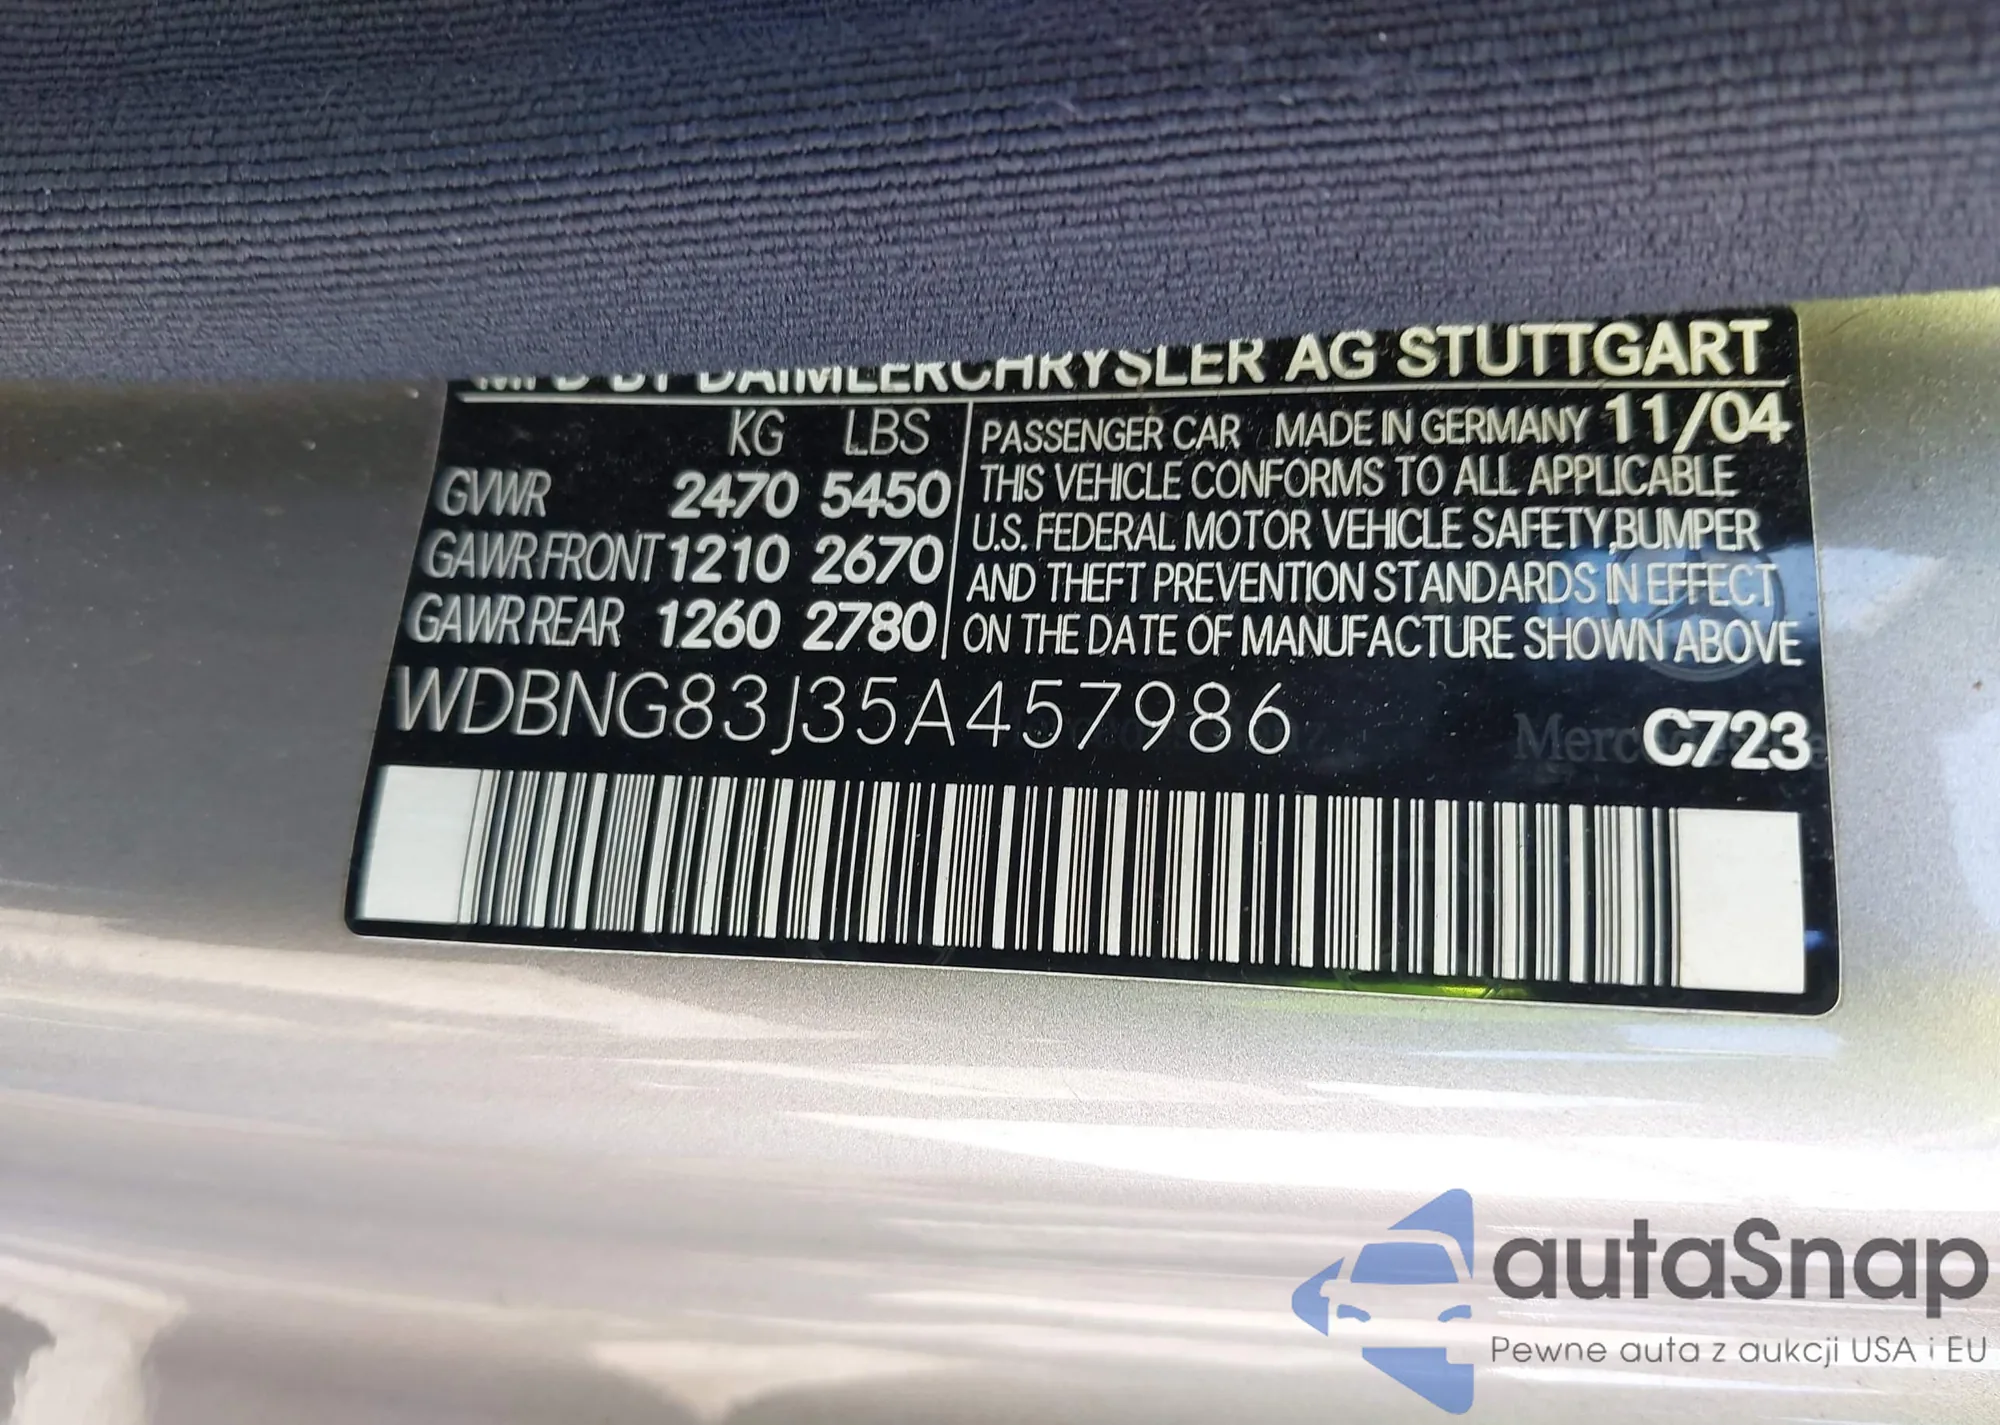 MFD BY DAIMLERCHRYSLER AG STUTTGART
KG LBS
GVWR 2470 5450
GAWR FRONT 1210 2670
GAWR REAR 1260 2780
PASSENGER CAR MADE IN GERMANY 11/04
THIS VEHICLE CONFORMS TO ALL APPLICABLE
U.S. FEDERAL MOTOR VEHICLE SAFETY, BUMPER
AND THEFT PREVENTION STANDARDS IN EFFECT
ON THE DATE OF MANUFACTURE SHOWN ABOVE
WDBNG83J35A457986
C723
autaSnap
Pewne auta z aukcji USA i EU